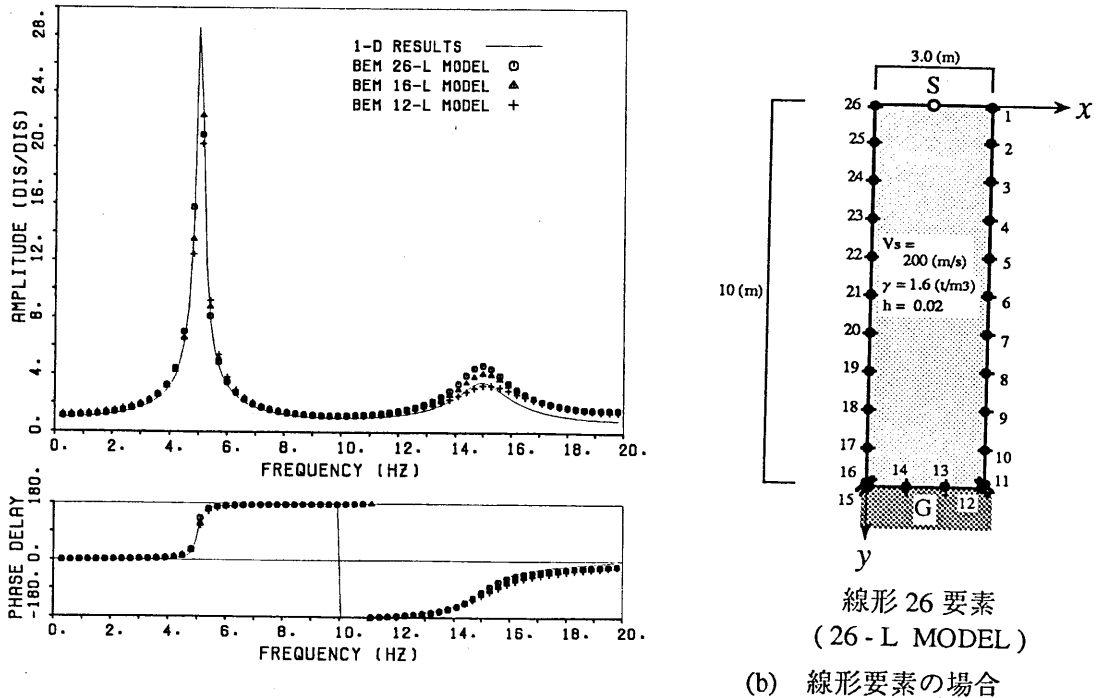 28.
24.
20.
16.
12.
8.
4.
0.
AMPLITUDE (DIS/DIS)
1-D RESULTS
BEM 26-L MODEL
BEM 16-L MODEL
BEM 12-L MODEL
0. 2. 4. 6. 8. 10. 12. 14. 16. 18. 20.
FREQUENCY (HZ)
180.
0.
-180.
PHASE DELAY
0. 2. 4. 6. 8. 10. 12. 14. 16. 18. 20.
FREQUENCY (HZ)
3.0 (m)
S
x
26
1
25
2
24
3
23
4
22
5
21
6
20
7
19
8
18
9
17
10
16
11
15
14
13
12
Vs =
200 (m/s)
γ = 1.6 (t/m3)
h = 0.02
10 (m)
G
y
線形 26 要素
( 26 - L MODEL )
(b) 線形要素の場合